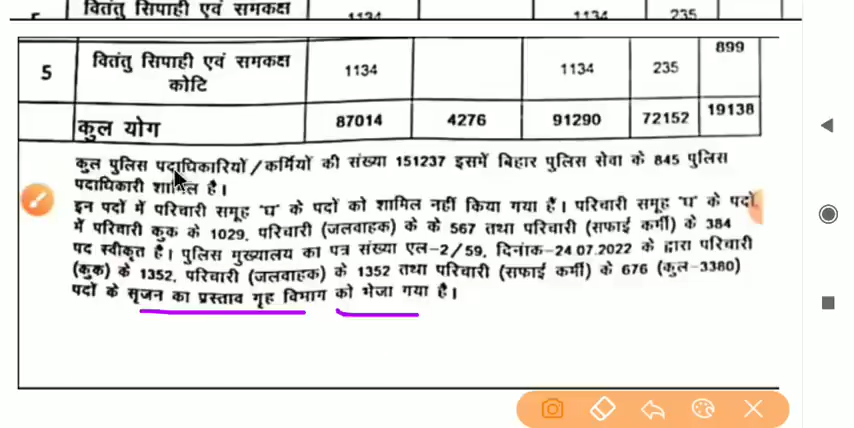 वितंतु सिपाही एवं समकक्ष 1134 1134 235
5 वितंतु सिपाही एवं समकक्ष कोटि 1134 1134 235 899
कुल योग 87014 4276 91290 72152 19138
कुल पुलिस पदाधिकारियों/कर्मियों की संख्या 151237 इसमें बिहार पुलिस सेवा के 845 पुलिस
पदाधिकारी शामिल है।
इन पदों में परिचारी समूह 'घ' के पदों को शामिल नहीं किया गया हैं। परिचारी समूह 'घ' के पदों
में परिचारी कुक के 1029, परिचारी (जलवाहक) के के 567 तथा परिचारी (सफाई कर्मी) के 384
पद स्वीकृत है। पुलिस मुख्यालय का पत्र संख्या एल-2/59, दिनांक-24.07.2022 के द्वारा परिचारी
(कुक) के 1352, परिचारी (जलवाहक) के 1352 तथा परिचारी (सफाई कर्मी) के 676 (कुल-3380)
पदों के सृजन का प्रस्ताव गृह विभाग को भेजा गया है।